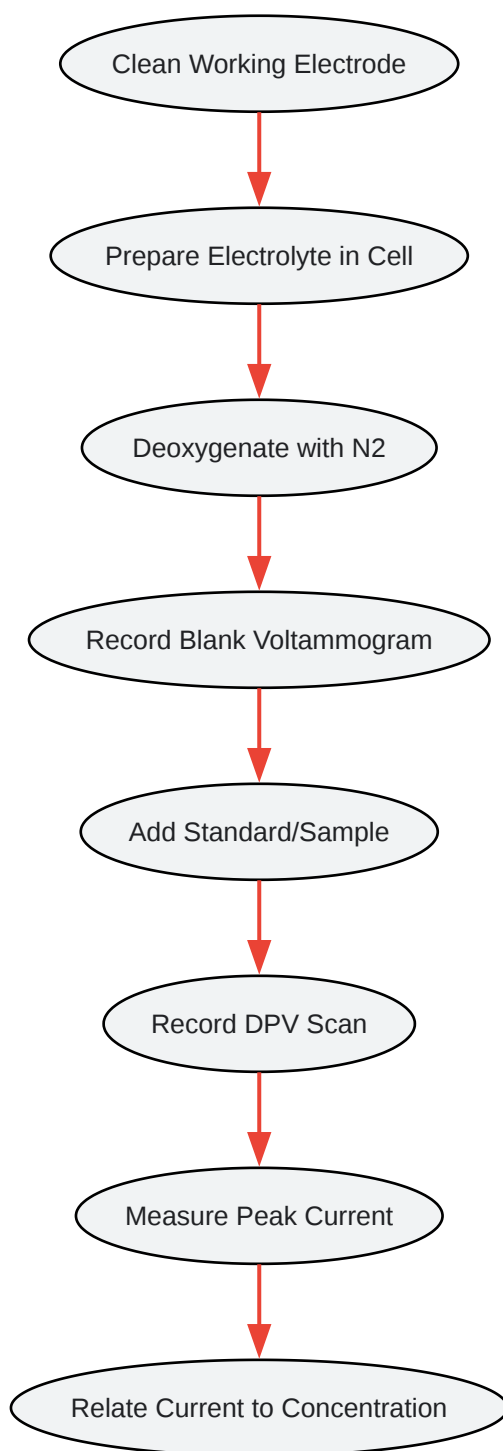 Clean Working Electrode
Prepare Electrolyte in Cell
Deoxygenate with N2
Record Blank Voltammogram
Add Standard/Sample
Record DPV Scan
Measure Peak Current
Relate Current to Concentration